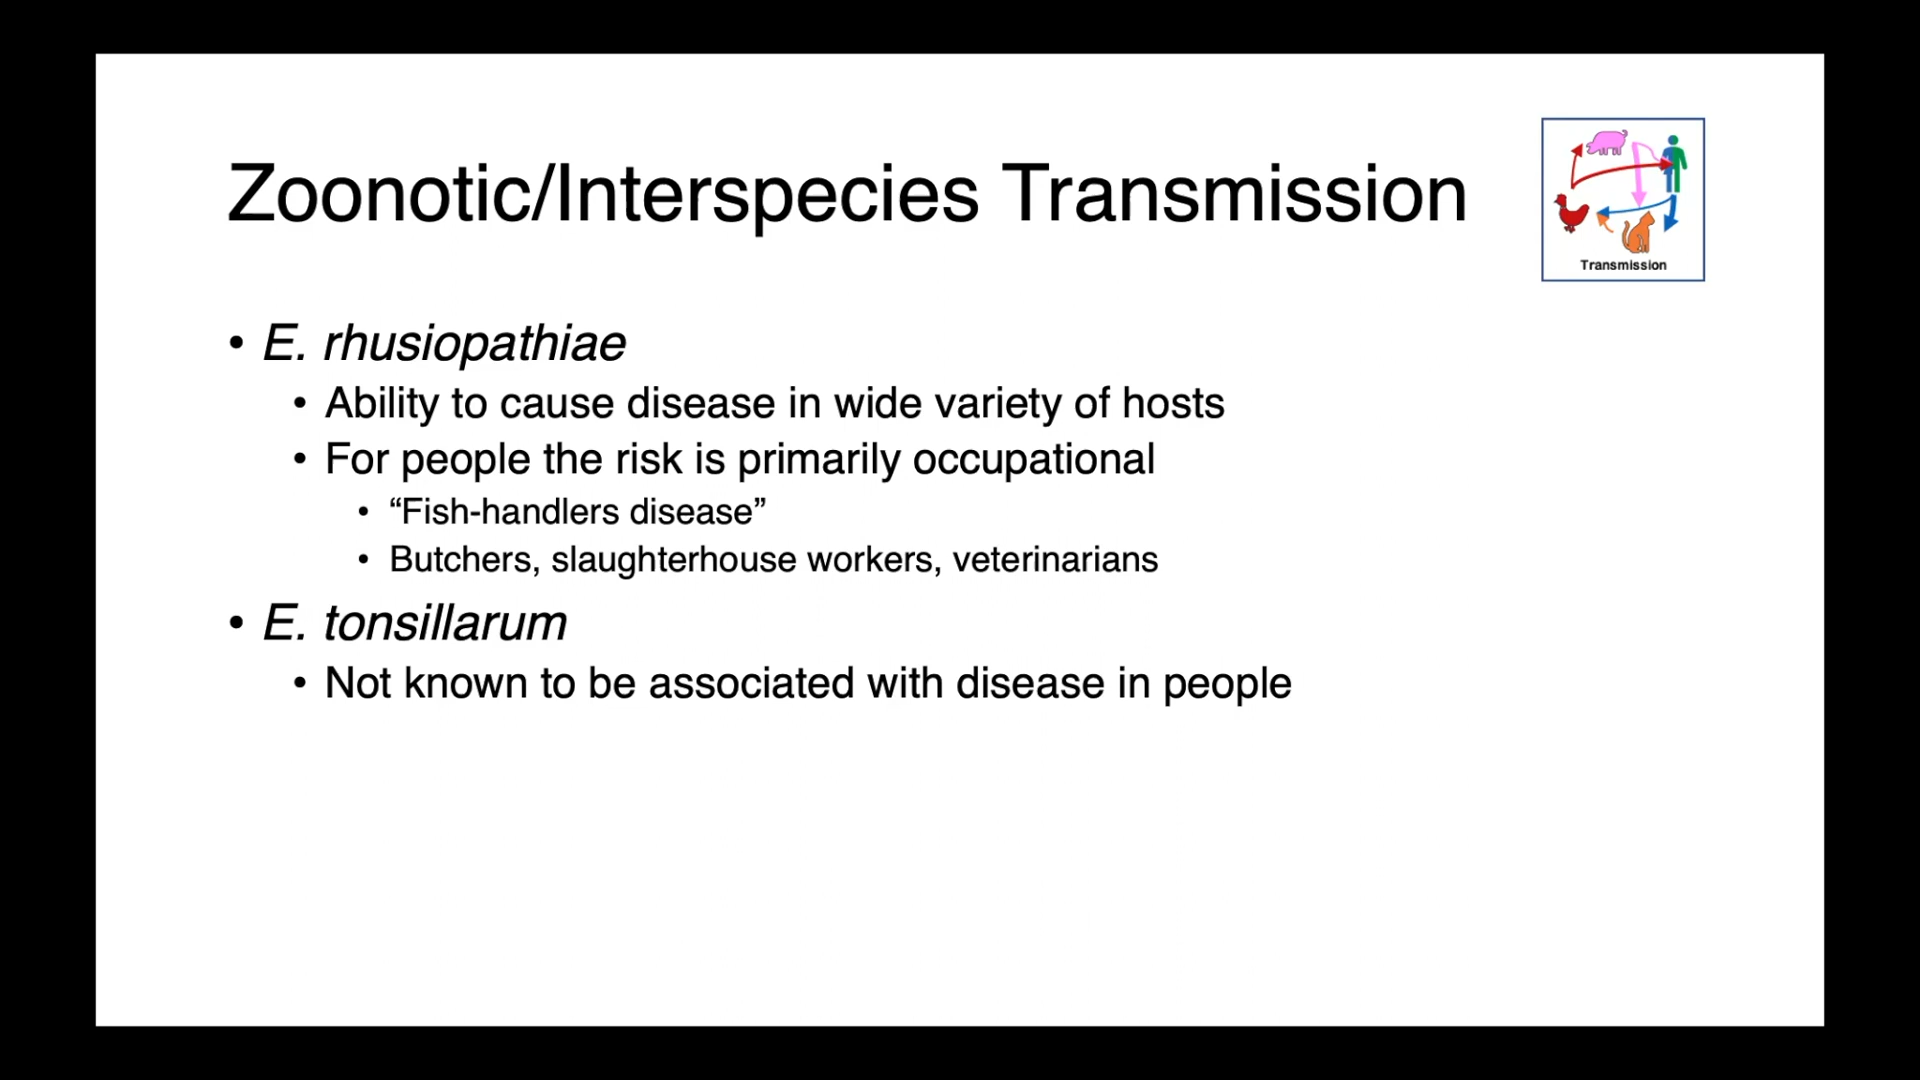 Zoonotic/Interspecies Transmission
Transmission
• E. rhusiopathiae
• Ability to cause disease in wide variety of hosts
• For people the risk is primarily occupational
• “Fish-handlers disease”
• Butchers, slaughterhouse workers, veterinarians
• E. tonsillarum
• Not known to be associated with disease in people